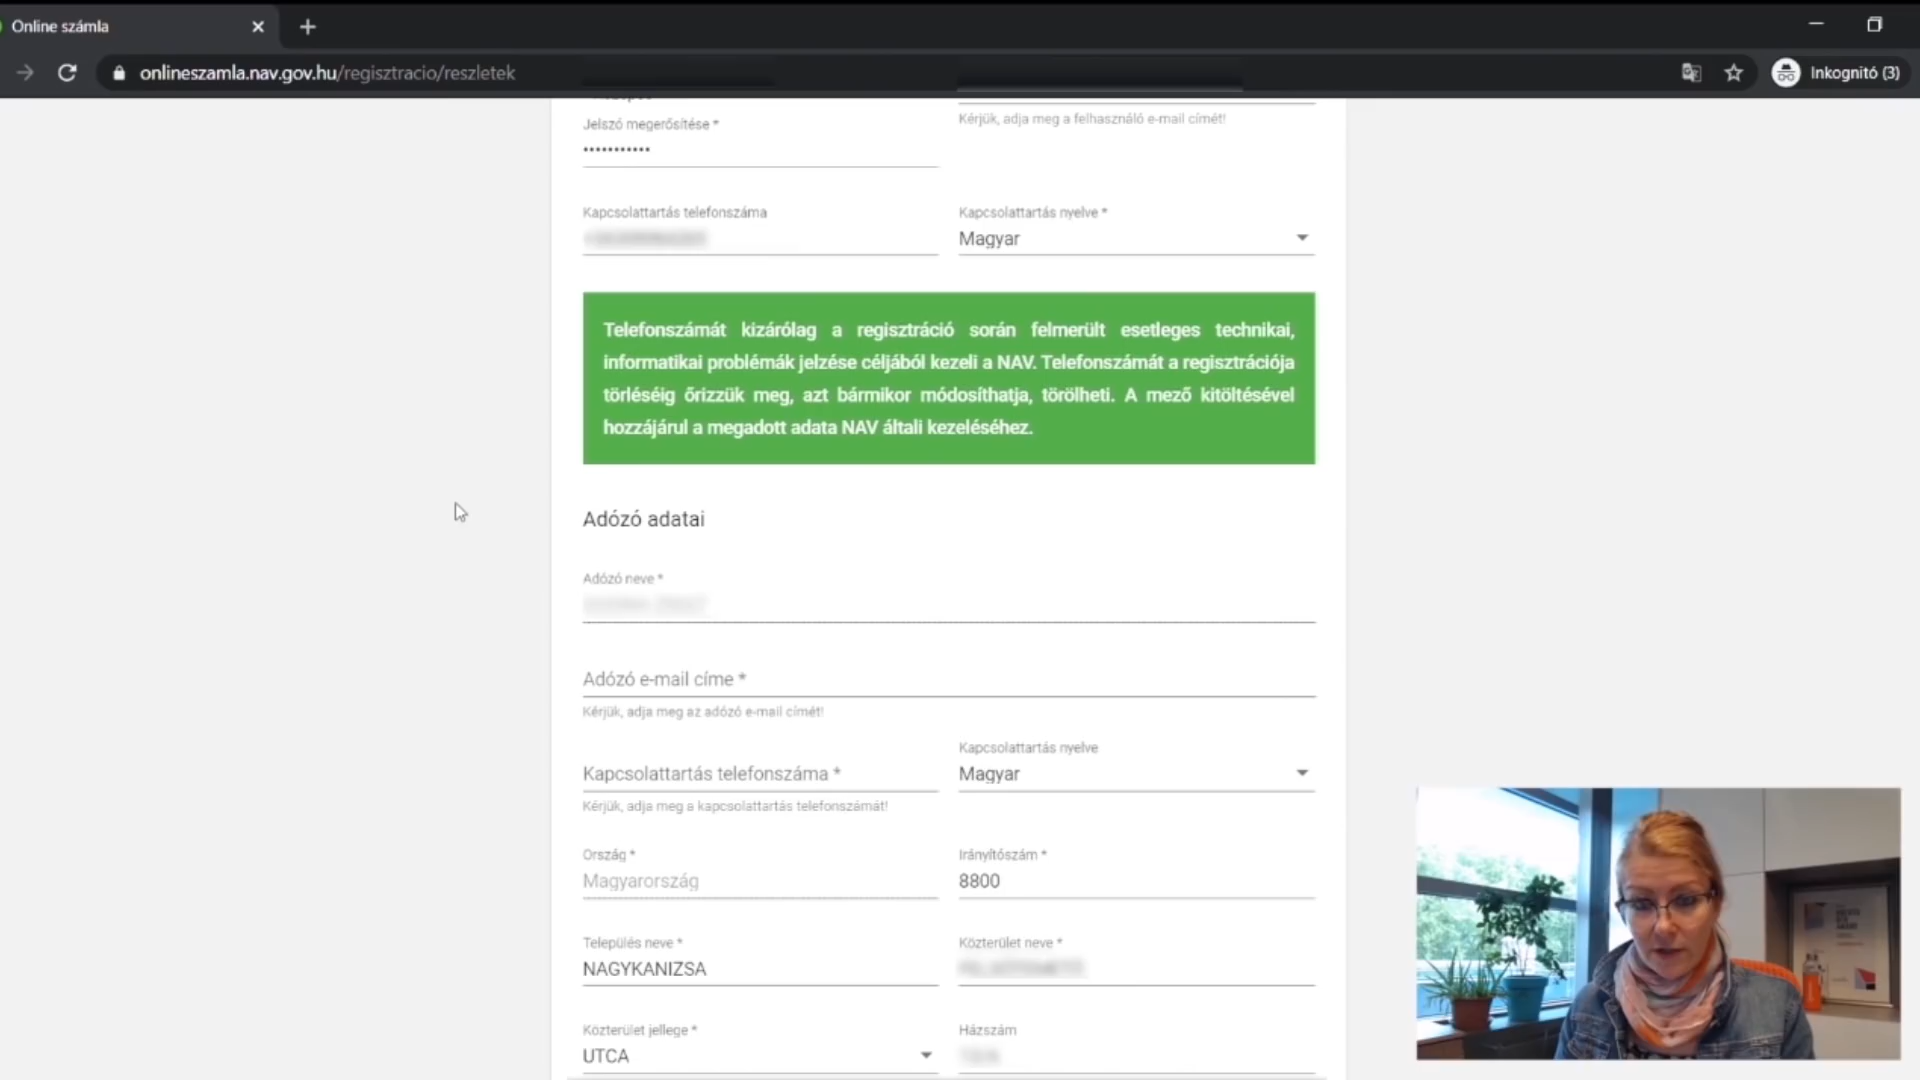 Online számla
onlineszamla.nav.gov.hu/regisztracio/reszletek
Inkognitó (3)
Jelszó megerősítése *
•••••••••••
Kérjük, adja meg a felhasználó e-mail címét!
Kapcsolattartás telefonszáma
Kapcsolattartás nyelve *
Magyar
Telefonszámát kizárólag a regisztráció során felmerült esetleges technikai,
informatikai problémák jelzése céljából kezeli a NAV. Telefonszámát a regisztrációja
törléséig őrizzük meg, azt bármikor módosíthatja, törölheti. A mező kitöltésével
hozzájárul a megadott adata NAV általi kezeléséhez.
Adózó adatai
Adózó neve *
Adózó e-mail címe *
Kérjük, adja meg az adózó e-mail címét!
Kapcsolattartás telefonszáma *
Kérjük, adja meg a kapcsolattartás telefonszámát!
Kapcsolattartás nyelve
Magyar
Ország *
Magyarország
Irányítószám *
8800
Település neve *
NAGYKANIZSA
Közterület neve *
Közterület jellege *
UTCA
Házszám